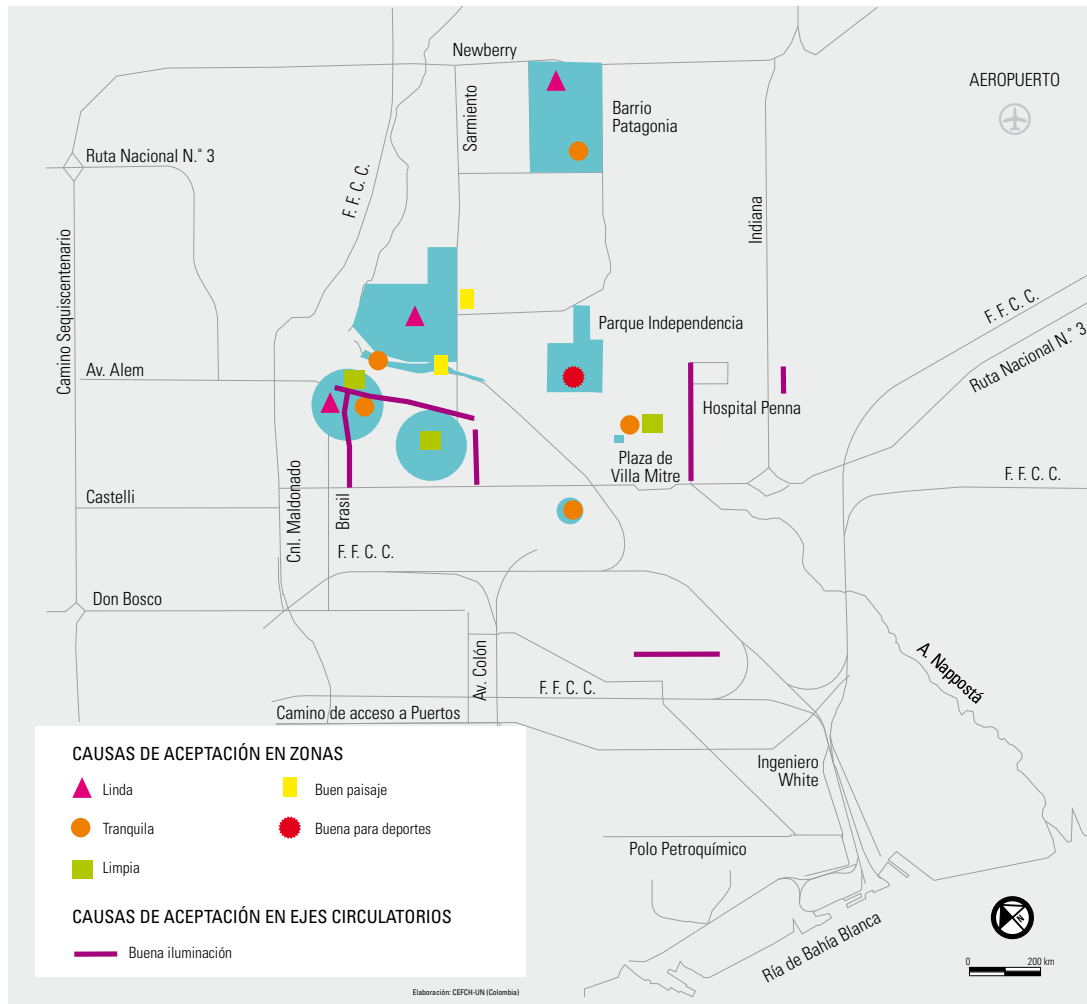 Newberry
AEROPUERTO
Sarmiento
Barrio
Patagonia
Ruta Nacional N.° 3
F. F. C. C.
Camino Sequiscentenario
Indiana
F. F. C. C.
Parque Independencia
Ruta Nacional N.° 3
Av. Alem
Hospital Penna
Plaza de
Villa Mitre
F. F. C. C.
Castelli
Cnl. Maldonado
Brasil
F. F. C. C.
Don Bosco
Av. Colón
A. Nappostá
F. F. C. C.
Camino de acceso a Puertos
Ingeniero
White
Polo Petroquímico
Ría de Bahía Blanca
CAUSAS DE ACEPTACIÓN EN ZONAS
Linda
Buen paisaje
Tranquila
Buena para deportes
Limpia
CAUSAS DE ACEPTACIÓN EN EJES CIRCULATORIOS
Buena iluminación
N
0 200 km
Elaboración: CEFCH-UN (Colombia)